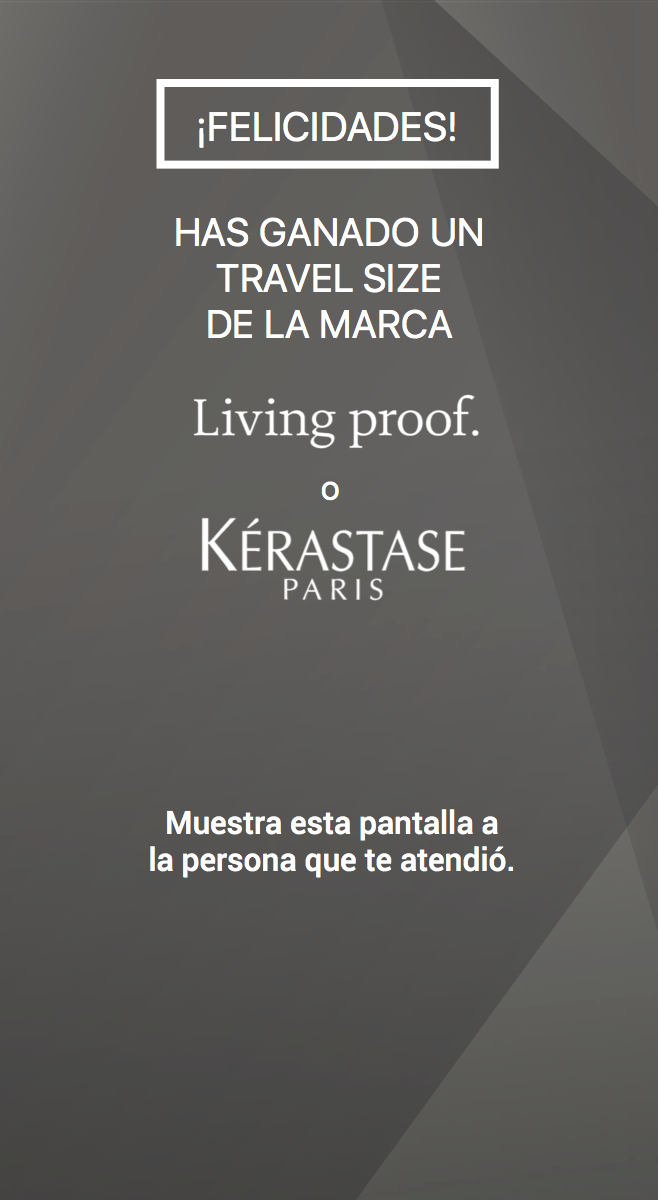 ¡FELICIDADES!
HAS GANADO UN
TRAVEL SIZE
DE LA MARCA
Living proof.
o
KÉRASTASE
PARIS
Muestra esta pantalla a
la persona que te atendió.